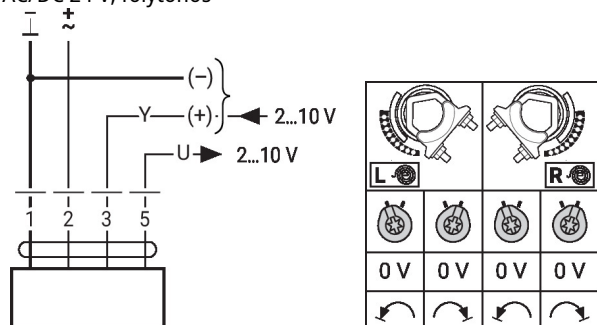 AC/DC 24 V, folytonos
– +
⊥ ~
(–)
Y (+) 2...10 V
U 2...10 V
1 2 3 5
L R
0 V 0 V 0 V 0 V